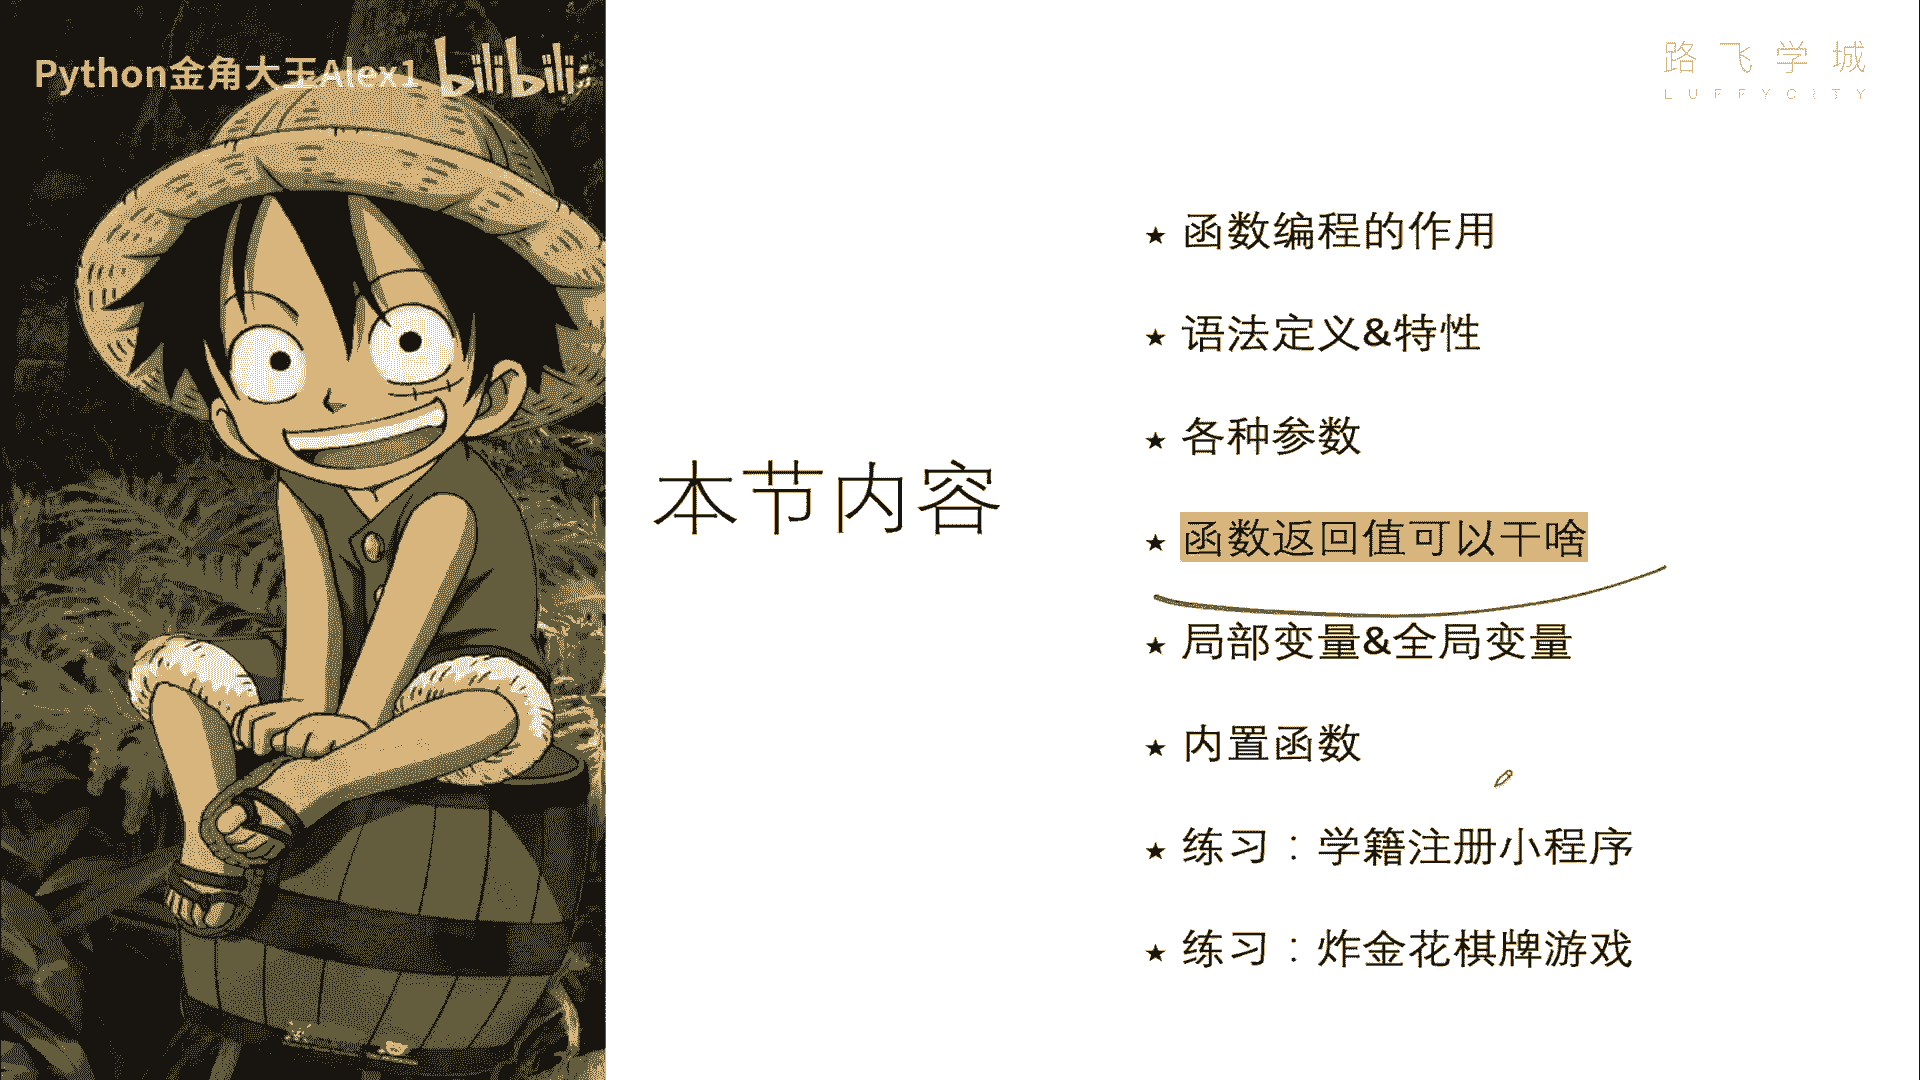 Python金角大王Alex1 bilibili
路飞学城
LUFFYCITY
本节内容
★ 函数编程的作用
★ 语法定义&特性
★ 各种参数
★ 函数返回值可以干啥
★ 局部变量&全局变量
★ 内置函数
★ 练习：学籍注册小程序
★ 练习：炸金花棋牌游戏